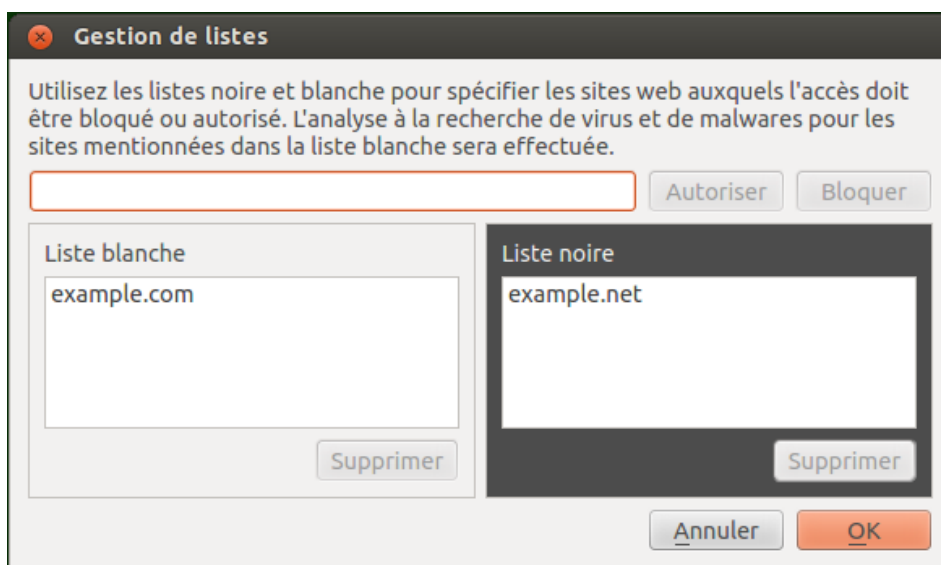 Gestion de listes
Utilisez les listes noire et blanche pour spécifier les sites web auxquels l'accès doit
être bloqué ou autorisé. L'analyse à la recherche de virus et de malwares pour les
sites mentionnées dans la liste blanche sera effectuée.
Autoriser Bloquer
Liste blanche
example.com
Supprimer
Liste noire
example.net
Supprimer
Annuler OK